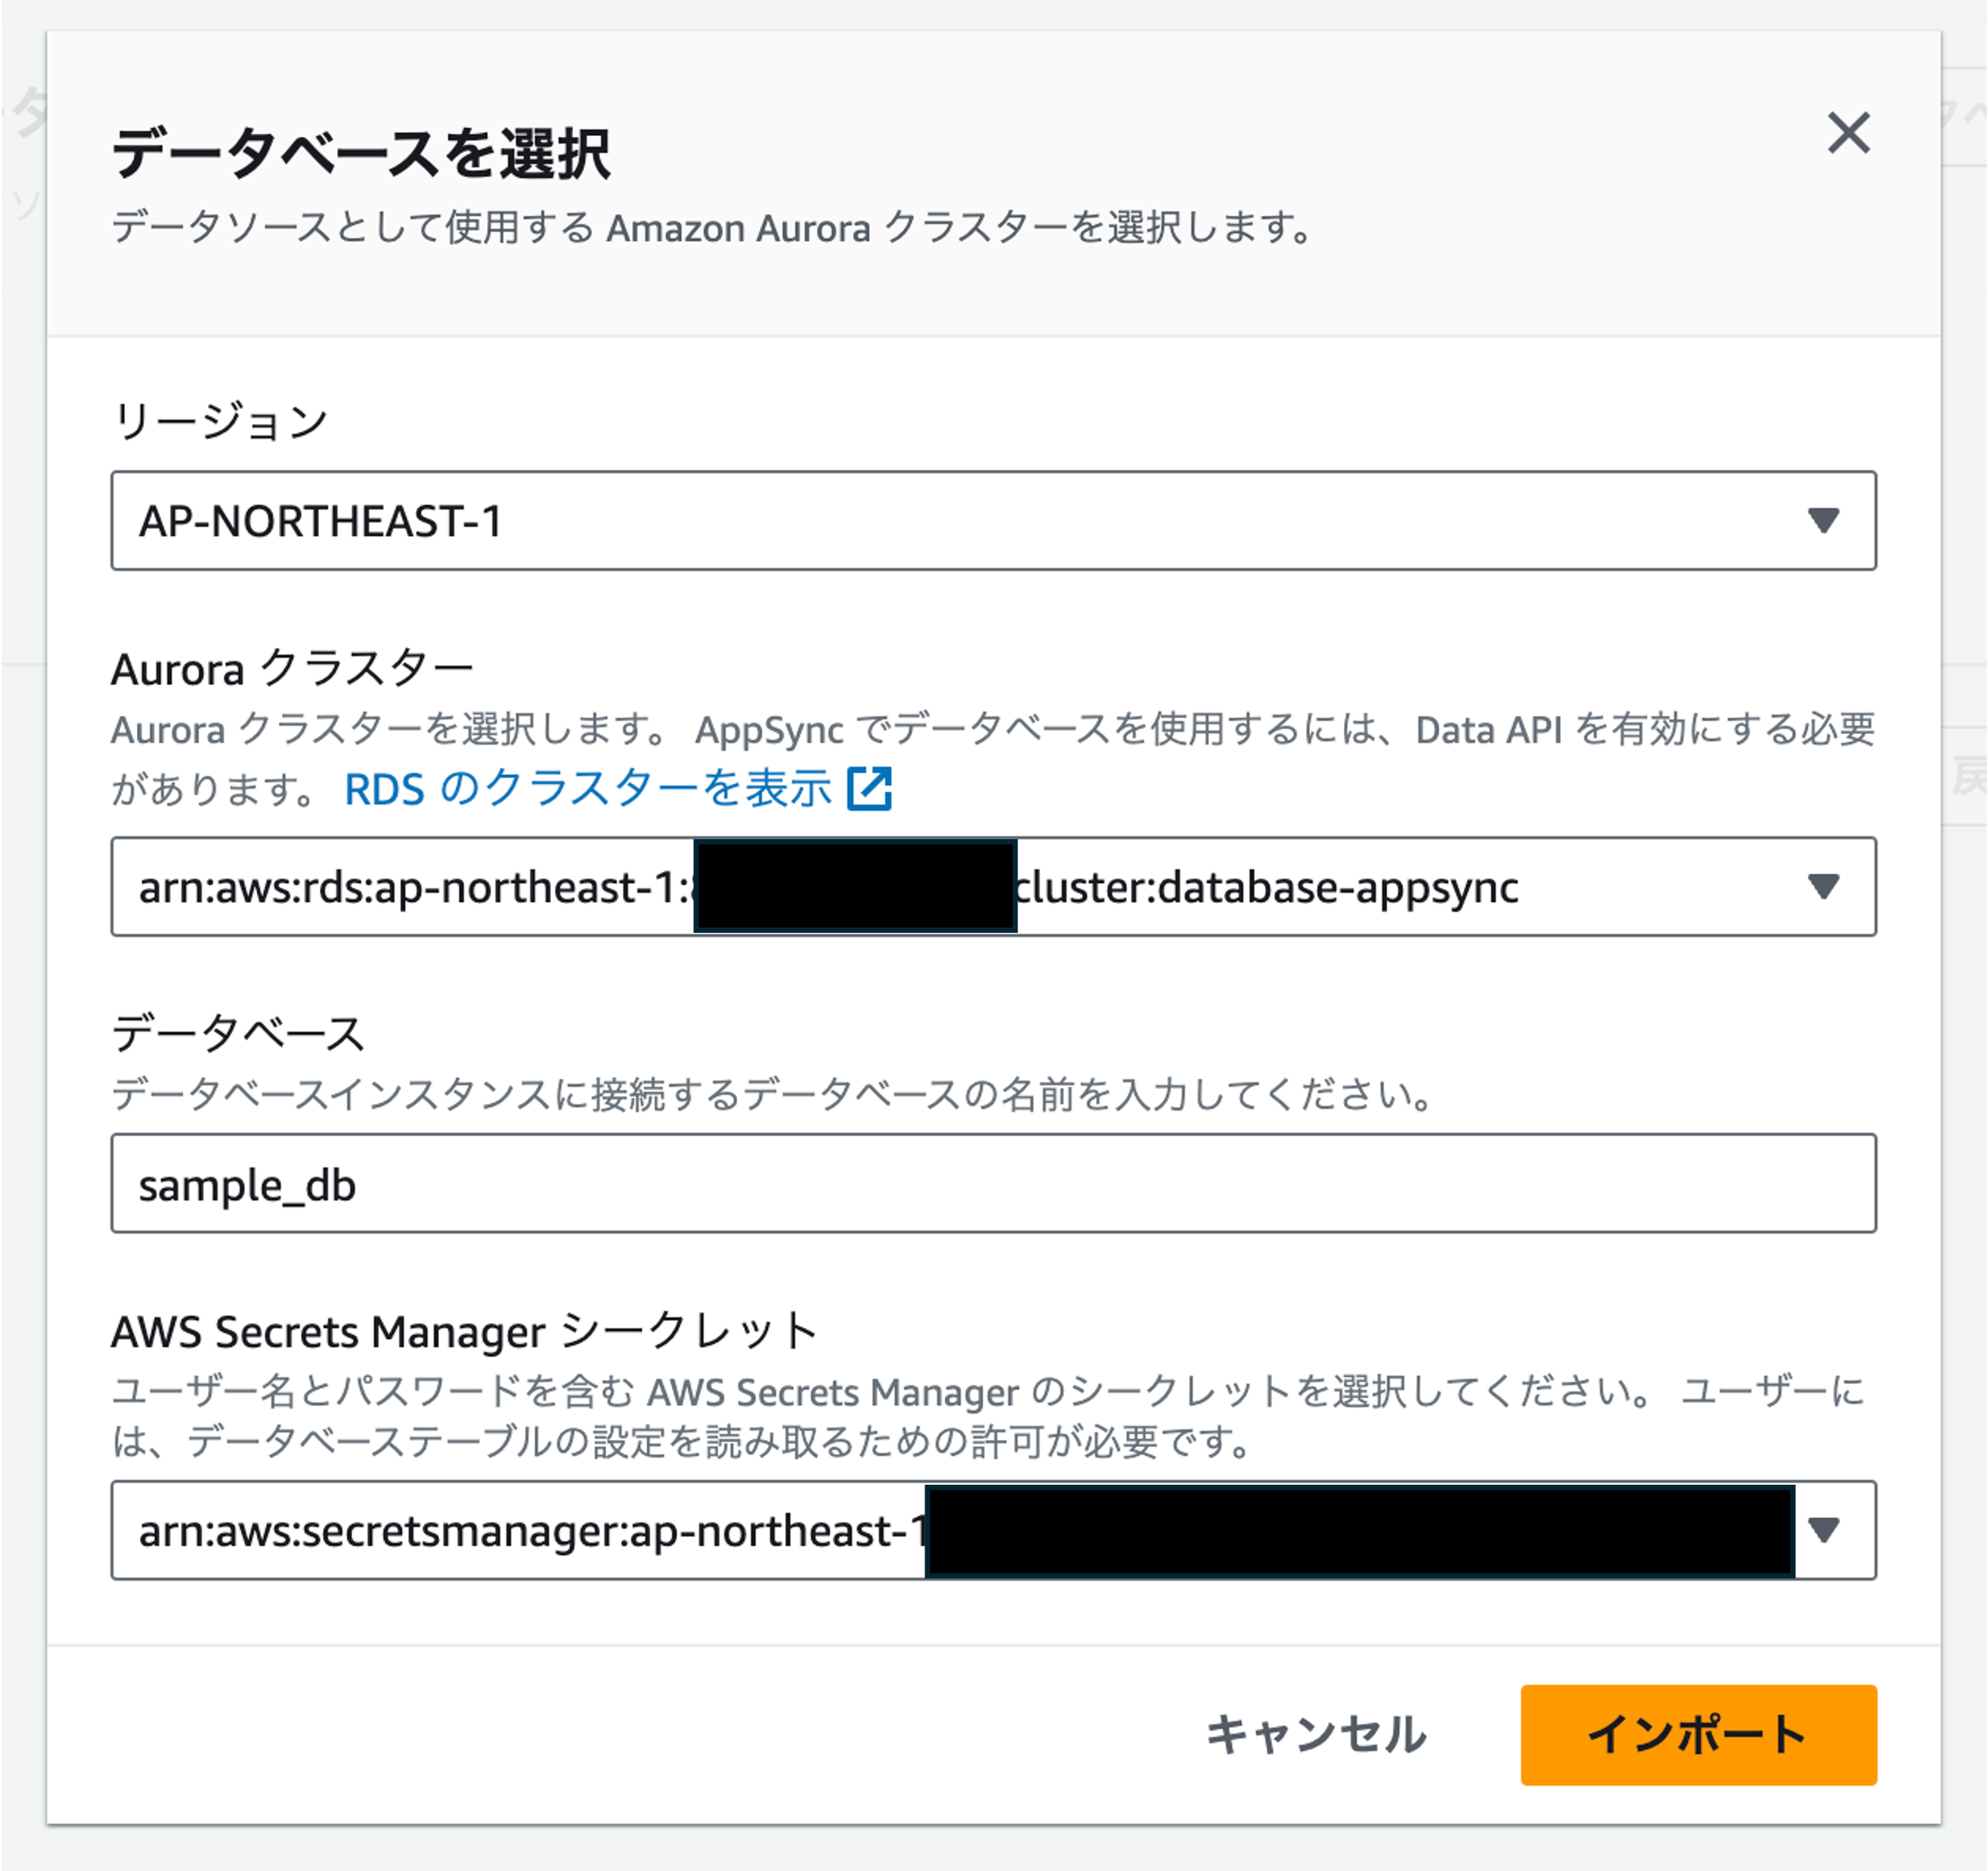 データベースを選択
データソースとして使用する Amazon Aurora クラスターを選択します。
リージョン
AP-NORTHEAST-1
Aurora クラスター
Aurora クラスターを選択します。 AppSync でデータベースを使用するには、Data API を有効にする必要
があります。 RDS のクラスターを表示
arn:aws:rds:ap-northeast-1: cluster:database-appsync
データベース
データベースインスタンスに接続するデータベースの名前を入力してください。
sample_db
AWS Secrets Manager シークレット
ユーザー名とパスワードを含む AWS Secrets Manager のシークレットを選択してください。 ユーザーに
は、データベーステーブルの設定を読み取るための許可が必要です。
arn:aws:secretsmanager:ap-northeast-1
キャンセル
インポート